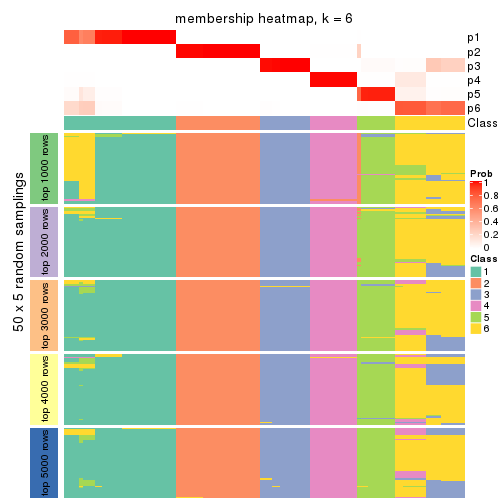 membership heatmap, k = 6
p1
p2
p3
p4
p5
p6
Class
50 x 5 random samplings
top 1000 rows
top 2000 rows
top 3000 rows
top 4000 rows
top 5000 rows
Prob
1
0.8
0.6
0.4
0.2
0
Class
1
2
3
4
5
6